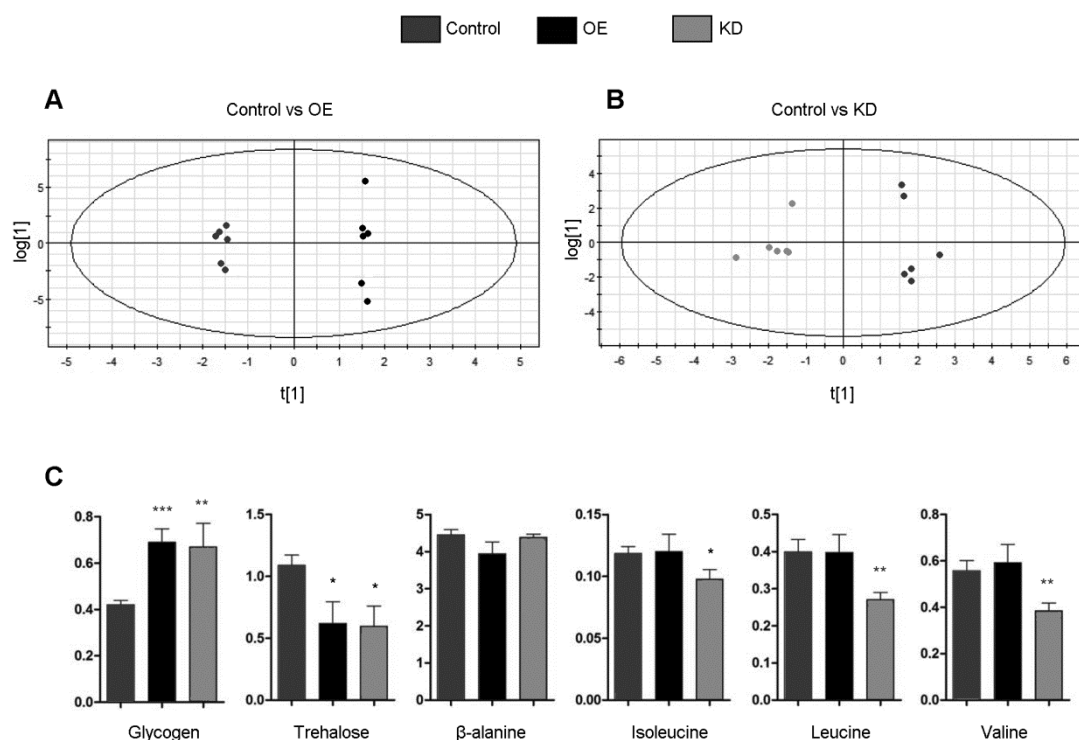 Control OE KD
A B
Control vs OE Control vs KD
log[1]
5
0
-5
-5 -4 -3 -2 -1 0 1 2 3 4 5
t[1]
log[1]
4
2
0
-2
-4
-6 -5 -4 -3 -2 -1 0 1 2 3 4 5 6
t[1]
C
0.8
0.6
0.4
0.2
0.0
*** **
Glycogen
1.5
1.0
0.5
0.0
* *
Trehalose
5
4
3
2
1
0
β-alanine
0.15
0.10
0.05
0.00
*
Isoleucine
0.5
0.4
0.3
0.2
0.1
0.0
**
Leucine
0.8
0.6
0.4
0.2
0.0
**
Valine